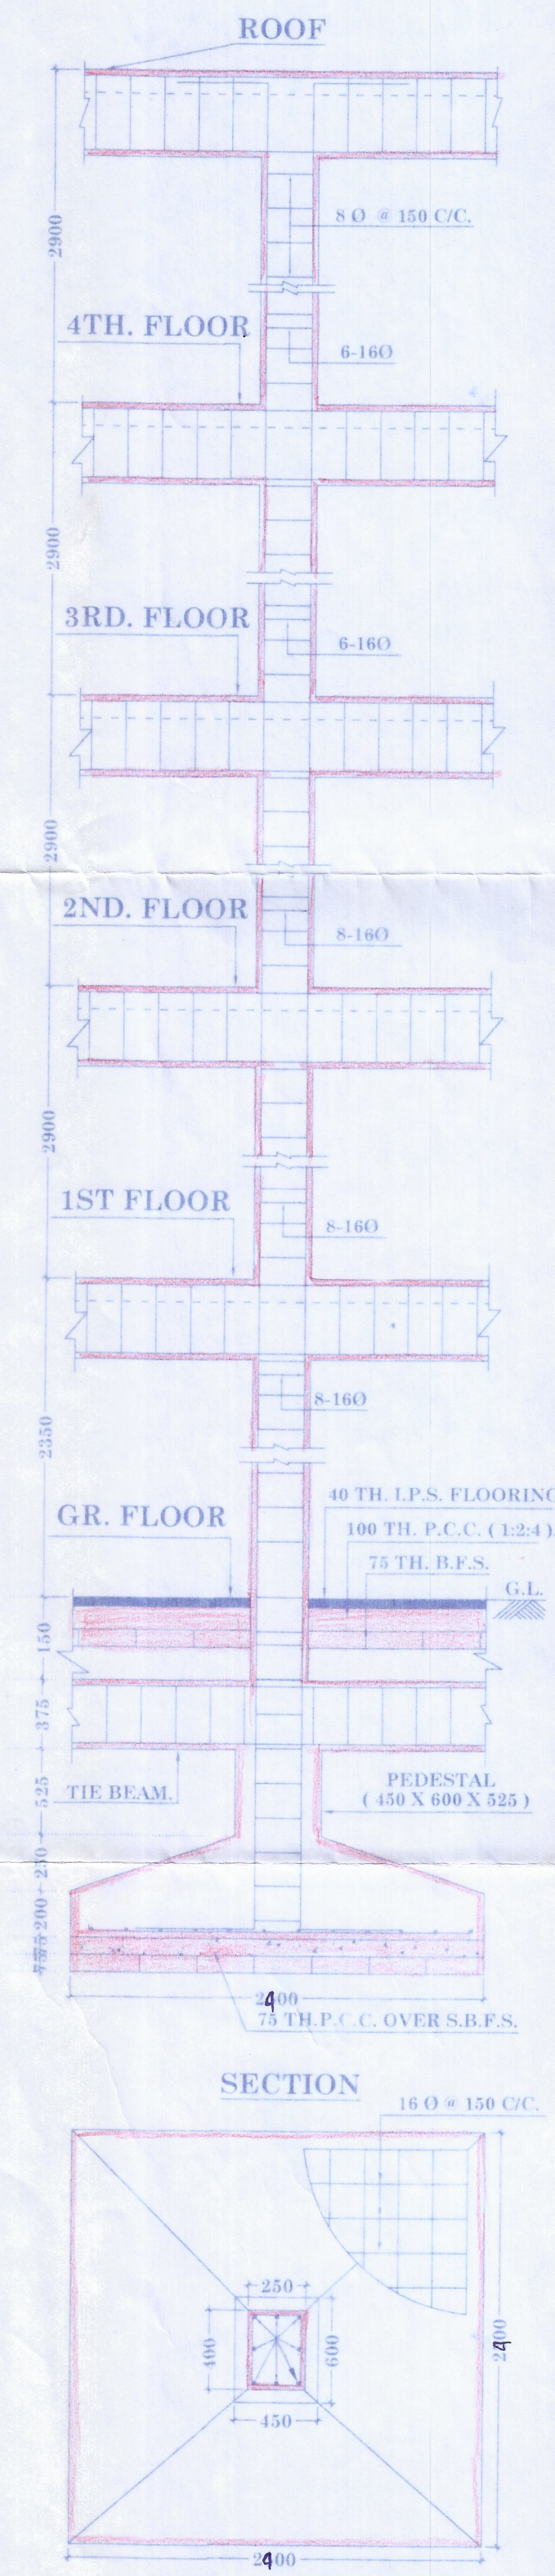 ROOF
2900
8 Ø @ 150 C/C.
4TH. FLOOR
6-16Ø
2900
3RD. FLOOR
6-16Ø
2900
2ND. FLOOR
8-16Ø
2900
1ST FLOOR
8-16Ø
8-16Ø
2350
40 TH. I.P.S. FLOORING
GR. FLOOR
100 TH. P.C.C. ( 1:2:4 ).
75 TH. B.F.S.
G.L.
150
375
525
TIE BEAM.
PEDESTAL
( 450 X 600 X 525 )
250
200
2400
75 TH.P.C.C. OVER S.B.F.S.
SECTION
16 Ø @ 150 C/C.
250
400
600
450
2400
2400